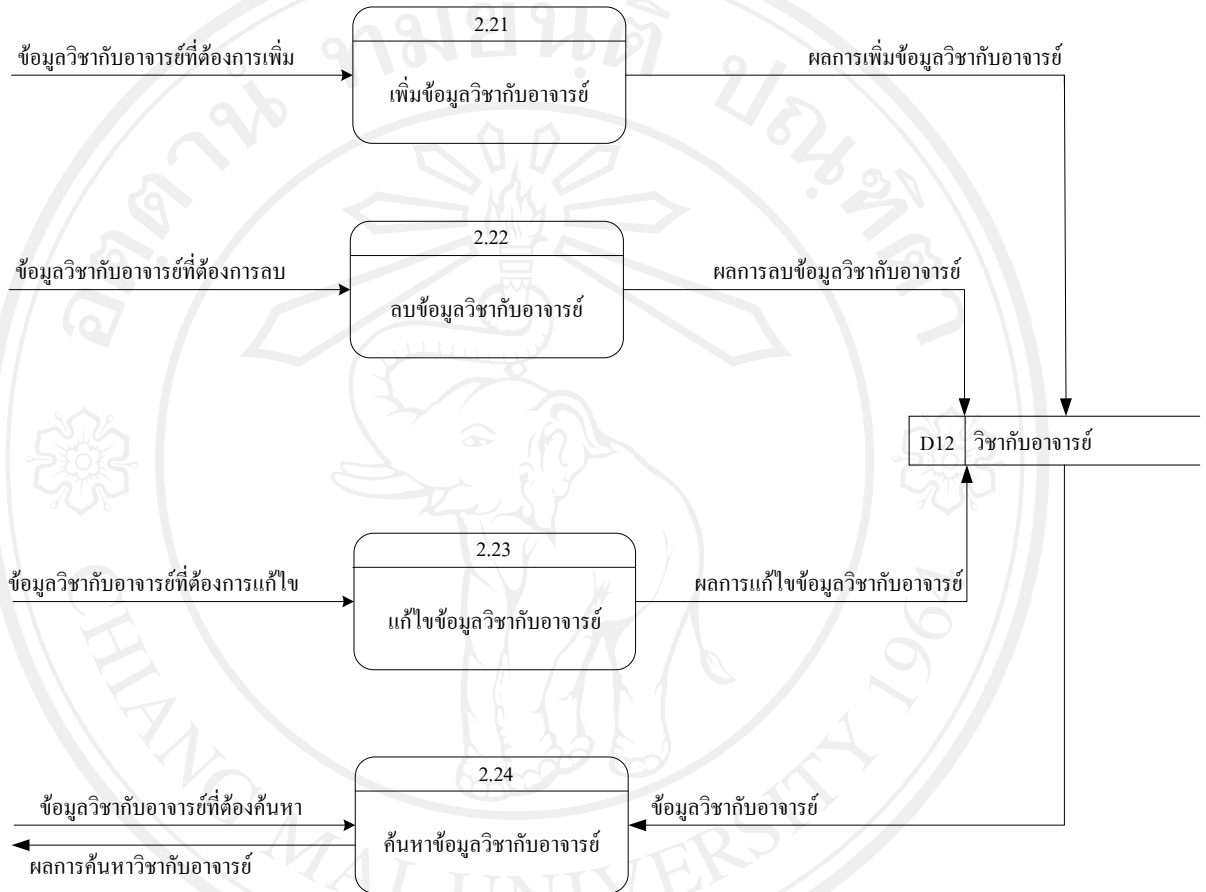 2.21
ข้อมูลวิชากับอาจารย์ที่ต้องการเพิ่ม
ผลการเพิ่มข้อมูลวิชากับอาจารย์
เพิ่มข้อมูลวิชากับอาจารย์
2.22
ข้อมูลวิชากับอาจารย์ที่ต้องการลบ
ผลการลบข้อมูลวิชากับอาจารย์
ลบข้อมูลวิชากับอาจารย์
D12 วิชากับอาจารย์
2.23
ข้อมูลวิชากับอาจารย์ที่ต้องการแก้ไข
ผลการแก้ไขข้อมูลวิชากับอาจารย์
แก้ไขข้อมูลวิชากับอาจารย์
2.24
ข้อมูลวิชากับอาจารย์ที่ต้องค้นหา
ข้อมูลวิชากับอาจารย์
ค้นหาข้อมูลวิชากับอาจารย์
ผลการค้นหาวิชากับอาจารย์
CHIANG MAI UNIVERSITY 1964